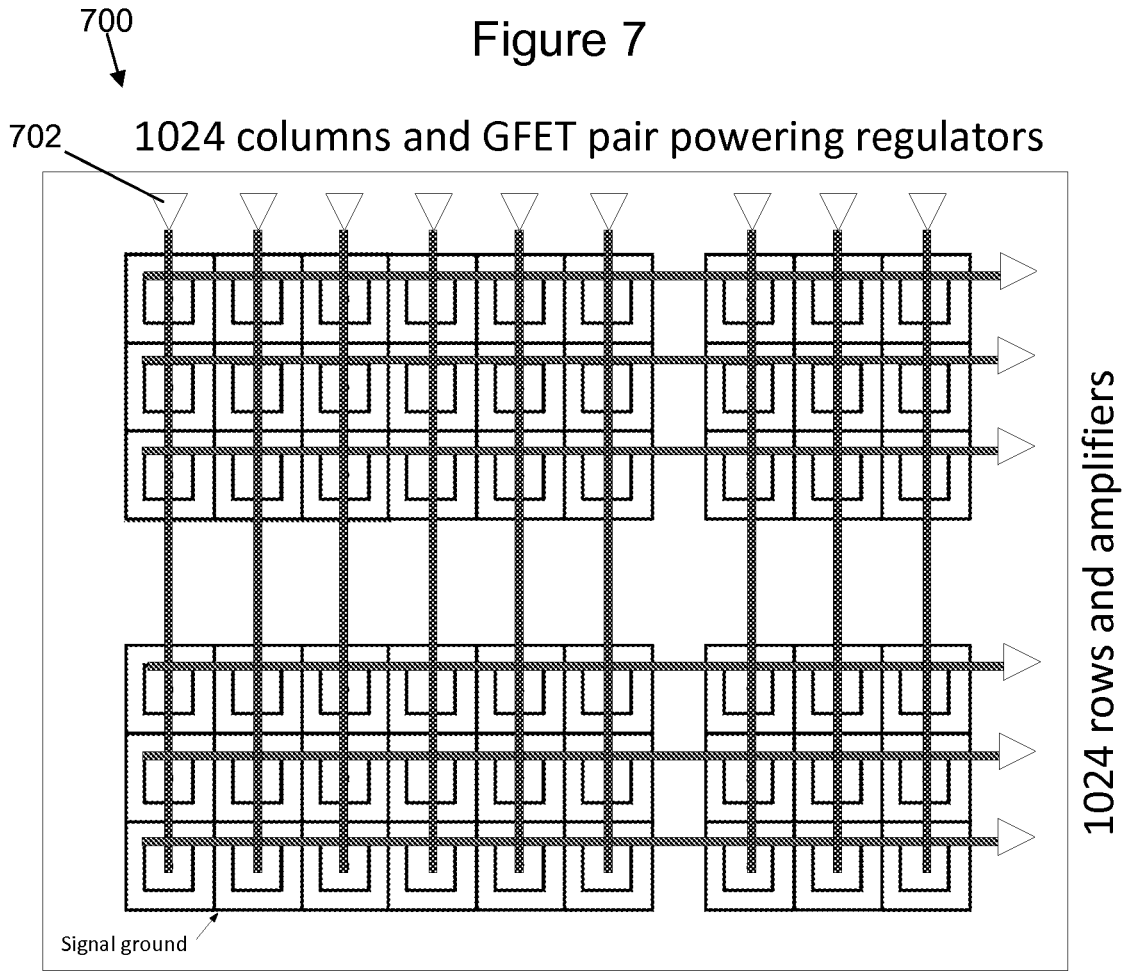 700
Figure 7
702
1024 columns and GFET pair powering regulators
1024 rows and amplifiers
Signal ground